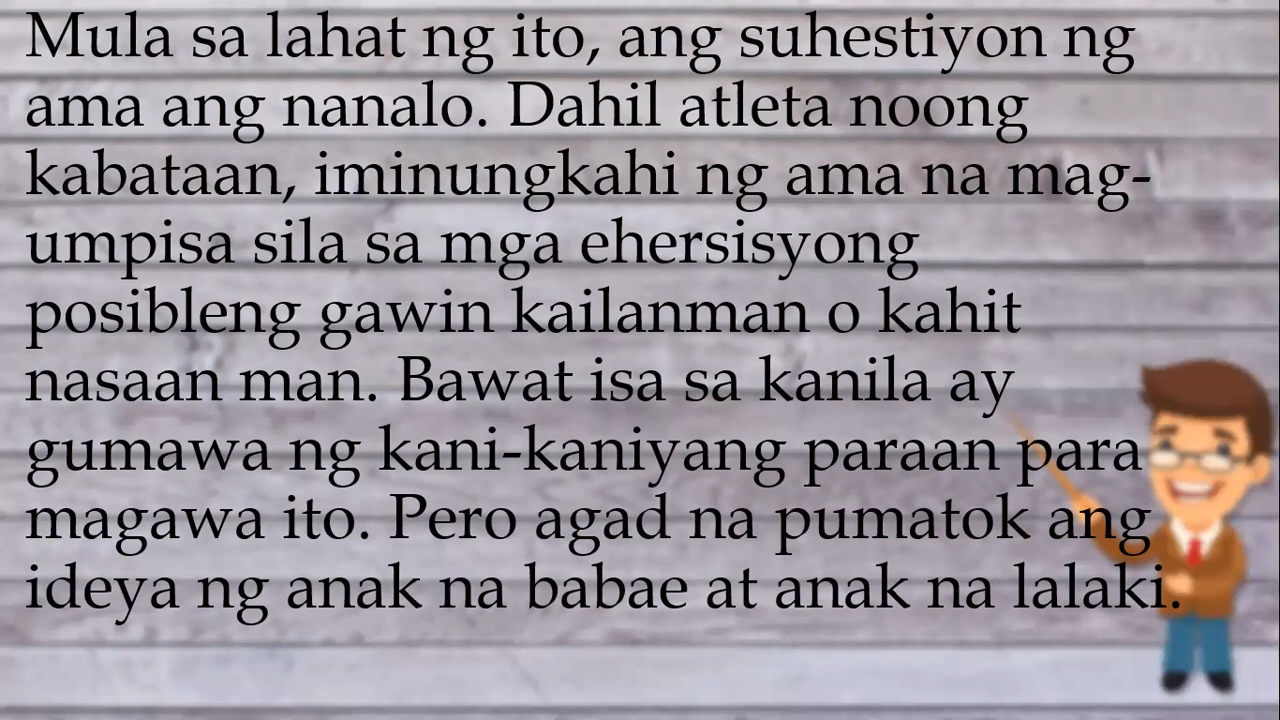 Mula sa lahat ng ito, ang suhestiyon ng
ama ang nanalo. Dahil atleta noong
kabataan, iminungkahi ng ama na mag-
umpisa sila sa mga ehersisyong
posibleng gawin kailanman o kahit
nasaan man. Bawat isa sa kanila ay
gumawa ng kani-kaniyang paraan para
magawa ito. Pero agad na pumatok ang
ideya ng anak na babae at anak na lalaki.